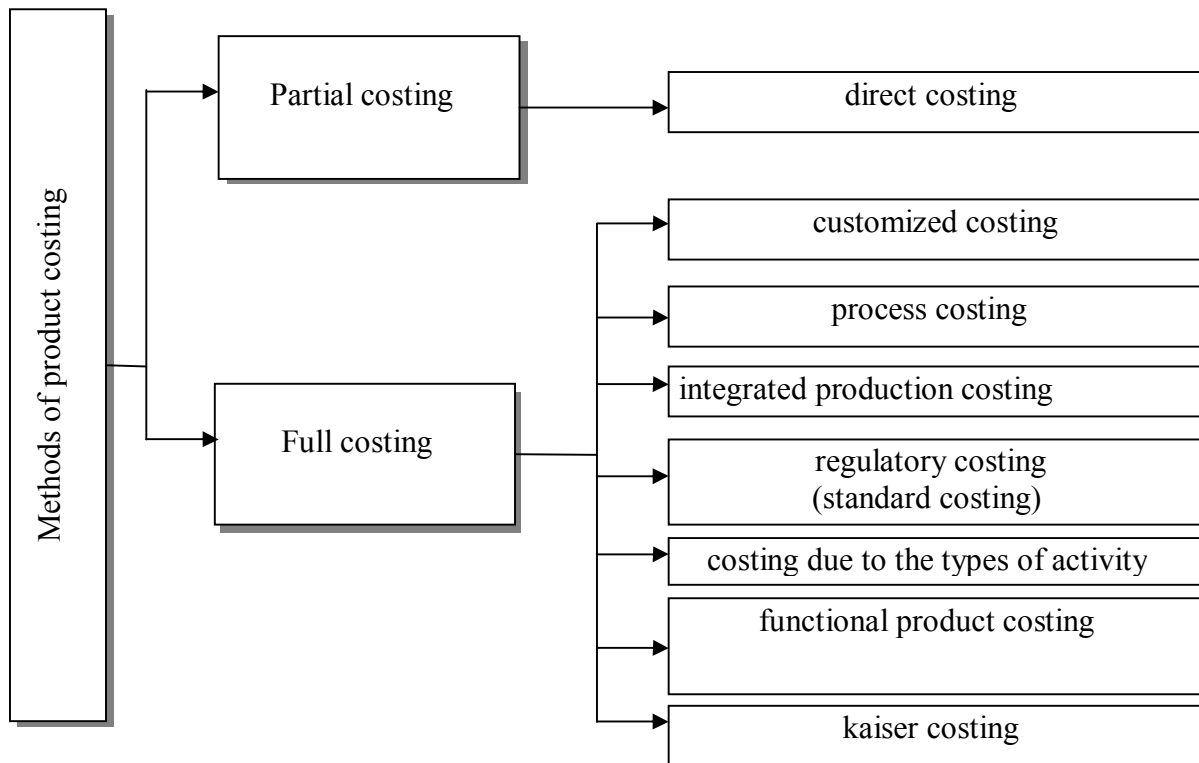 Methods of product costing
Partial costing
direct costing
Full costing
customized costing
process costing
integrated production costing
regulatory costing
(standard costing)
costing due to the types of activity
functional product costing
kaiser costing